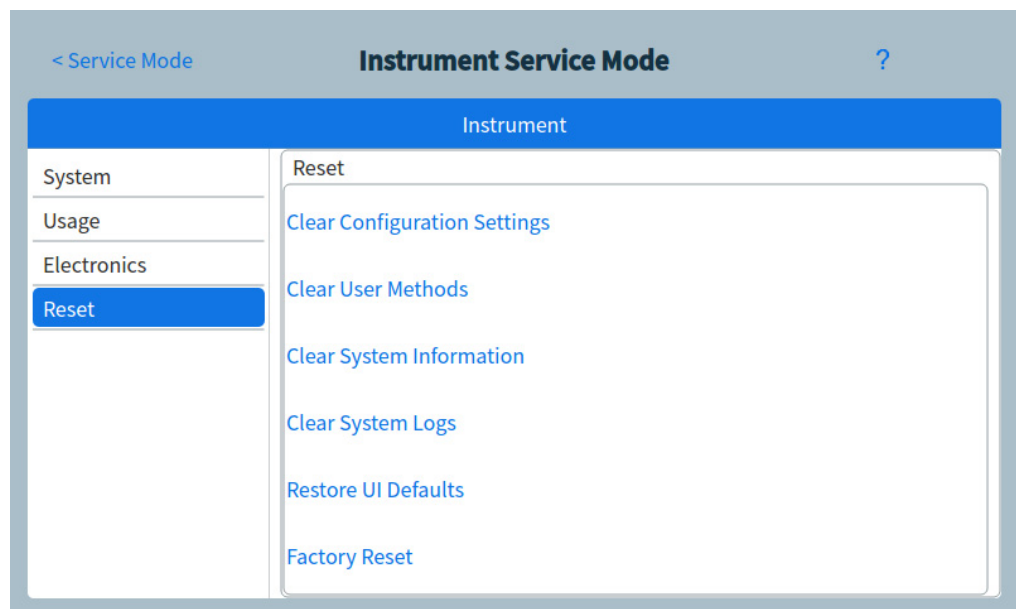 < Service Mode
Instrument Service Mode
?
Instrument
System
Usage
Electronics
Reset
Reset
Clear Configuration Settings
Clear User Methods
Clear System Information
Clear System Logs
Restore UI Defaults
Factory Reset